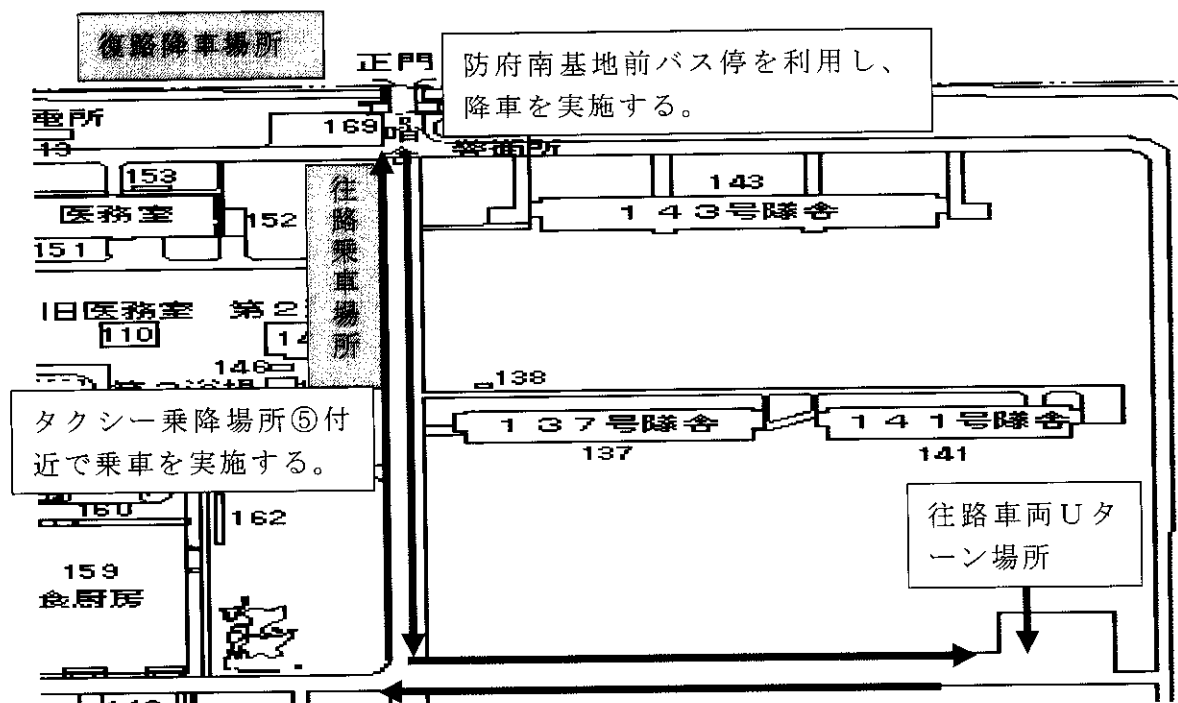 復路降車場所
正門
防府南基地前バス停を利用し、
降車を実施する。
電所
169
19
153
医務室
152
151
往路乗車場所
143
143号隊舎
旧医務室 第2
110
146
138
タクシー乗降場所⑤付
近で乗車を実施する。
137号隊舎
137
141号隊舎
141
160
162
往路車両Uタ
ーン場所
159
食厨房